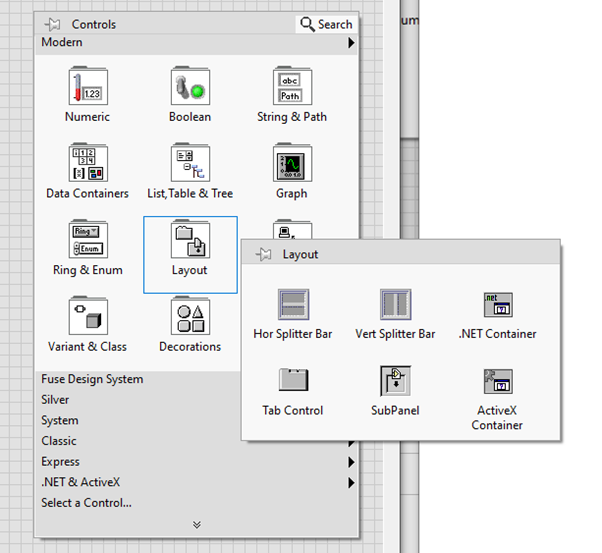 Controls
Search
Modern
Numeric
Boolean
String & Path
Data Containers
List,Table & Tree
Graph
Ring & Enum
Layout
Variant & Class
Decorations
Fuse Design System
Silver
System
Classic
Express
.NET & ActiveX
Select a Control...
Layout
Hor Splitter Bar
Vert Splitter Bar
.NET Container
Tab Control
SubPanel
ActiveX
Container
1.23
abc
Path
Ring
Enum
.net